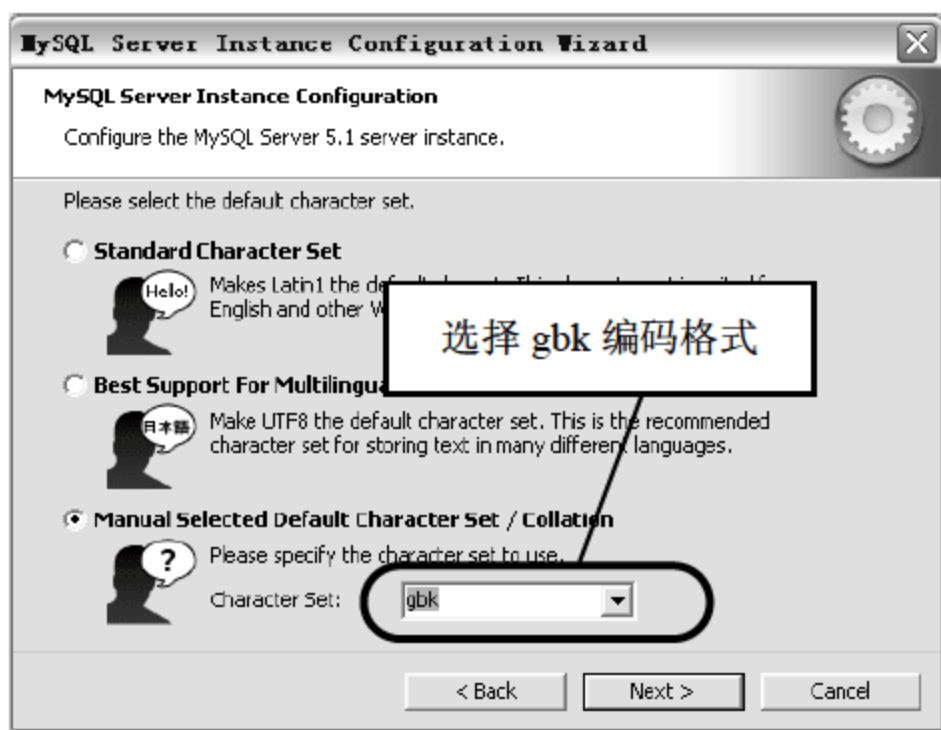 MySQL Server Instance Configuration Wizard
MySQL Server Instance Configuration
Configure the MySQL Server 5.1 server instance.
Please select the default character set.
Standard Character Set
Hello!
Makes Latin1 the
English and other
选择 gbk 编码格式
Best Support For
日本語
Make UTF8 the default character set. This is the recommended
character set for storing text in many different languages.
Manual Selected Default Character Set / Collation
?
Please specify the character set to use.
Character Set:
gbk
< Back
Next >
Cancel